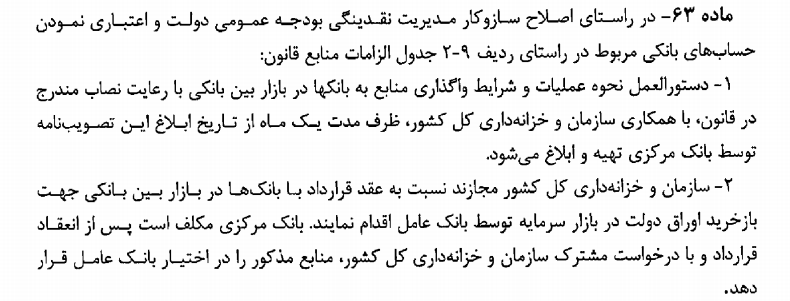 ماده ۶۳- در راستای اصلاح سازوکار مدیریت نقدینگی بودجه عمومی دولت و اعتباری نمودن
حساب‌های بانکی مربوط در راستای ردیف ۹-۲ جدول الزامات منابع قانون:
۱- دستورالعمل نحوه عملیات و شرایط واگذاری منابع به بانکها در بازار بین بانکی با رعایت نصاب مندرج
در قانون، با همکاری سازمان و خزانه‌داری کل کشور، ظرف مدت یک ماه از تاریخ ابلاغ این تصویب‌نامه
توسط بانک مرکزی تهیه و ابلاغ می‌شود.
۲- سازمان و خزانه‌داری کل کشور مجازند نسبت به عقد قرارداد با بانک‌ها در بازار بین بانکی جهت
بازخرید اوراق دولت در بازار سرمایه توسط بانک عامل اقدام نمایند. بانک مرکزی مکلف است پس از انعقاد
قرارداد و با درخواست مشترک سازمان و خزانه‌داری کل کشور، منابع مذکور را در اختیار بانک عامل قرار
دهد.